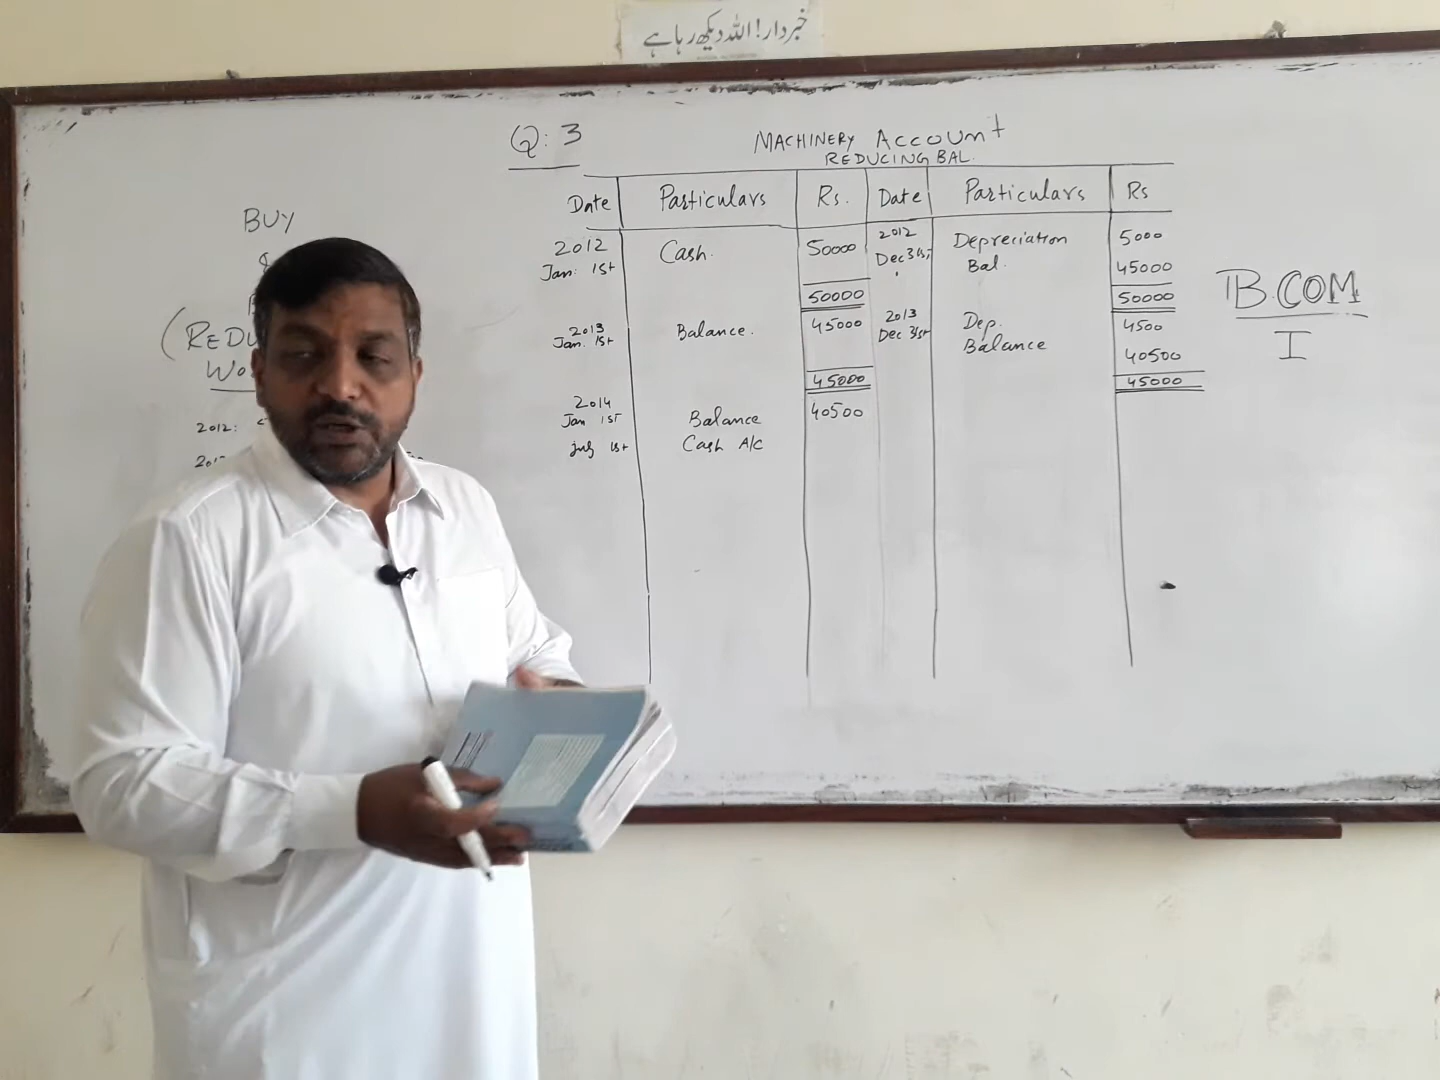 خبردار! اللہ دیکھ رہا ہے
Q: 3
MACHINERY ACCOUNT
REDUCING BAL.
Date Particulars Rs. Date Particulars Rs
2012 Jan: 1st Cash. 50000 2012 Dec 31st Depreciation 5000
Bal. 45000
50000 50000
2013 Jan. 1st Balance. 45000 2013 Dec 31st Dep. 4500
Balance 40500
45000 45000
2014 Jan 1st Balance 40500
july 1st Cash A/C
BUY
&
(REDU
WO
2012:
B.COM
I